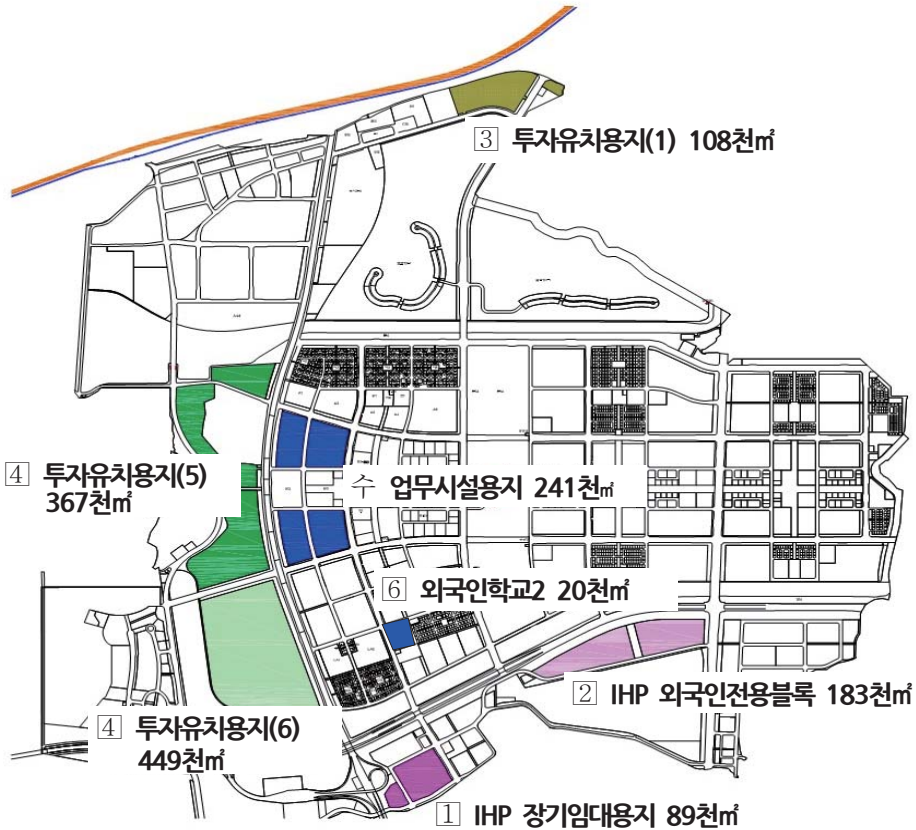 3 투자유치용지(1) 108천㎡
4 투자유치용지(5)
367천㎡
수 업무시설용지 241천㎡
6 외국인학교2 20천㎡
2 IHP 외국인전용블록 183천㎡
4 투자유치용지(6)
449천㎡
1 IHP 장기임대용지 89천㎡